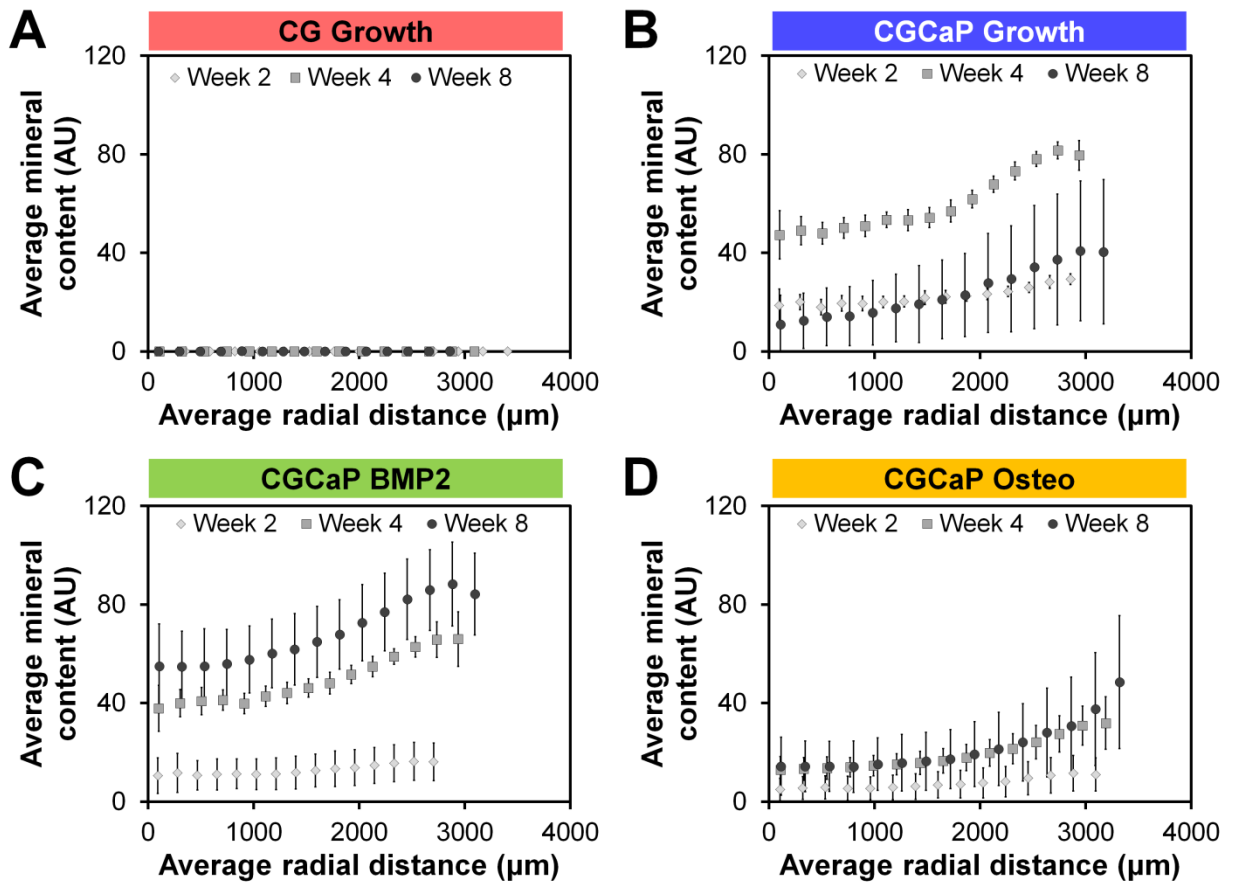 A
CG Growth
Average mineral
content (AU)
120
80
40
0
Week 2
Week 4
Week 8
0
1000
2000
3000
4000
Average radial distance (µm)
B
CGCaP Growth
Average mineral
content (AU)
120
80
40
0
Week 2
Week 4
Week 8
0
1000
2000
3000
4000
Average radial distance (µm)
C
CGCaP BMP2
Average mineral
content (AU)
120
80
40
0
Week 2
Week 4
Week 8
0
1000
2000
3000
4000
Average radial distance (µm)
D
CGCaP Osteo
Average mineral
content (AU)
120
80
40
0
Week 2
Week 4
Week 8
0
1000
2000
3000
4000
Average radial distance (µm)